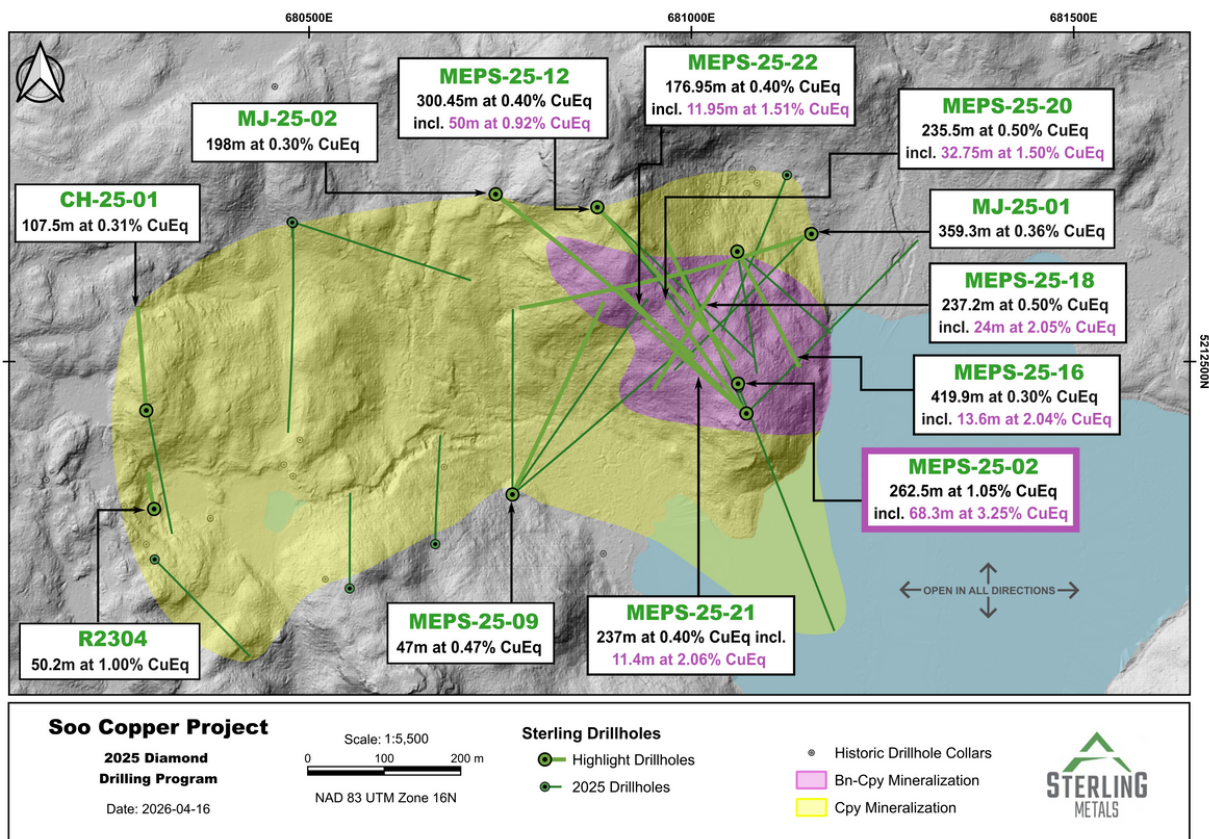 680500E
681000E
681500E
MEPS-25-12
300.45m at 0.40% CuEq
incl. 50m at 0.92% CuEq
MEPS-25-22
176.95m at 0.40% CuEq
incl. 11.95m at 1.51% CuEq
MEPS-25-20
235.5m at 0.50% CuEq
incl. 32.75m at 1.50% CuEq
MJ-25-02
198m at 0.30% CuEq
CH-25-01
107.5m at 0.31% CuEq
MJ-25-01
359.3m at 0.36% CuEq
MEPS-25-18
237.2m at 0.50% CuEq
incl. 24m at 2.05% CuEq
5212500N
MEPS-25-16
419.9m at 0.30% CuEq
incl. 13.6m at 2.04% CuEq
MEPS-25-02
262.5m at 1.05% CuEq
incl. 68.3m at 3.25% CuEq
OPEN IN ALL DIRECTIONS
R2304
50.2m at 1.00% CuEq
MEPS-25-09
47m at 0.47% CuEq
MEPS-25-21
237m at 0.40% CuEq incl.
11.4m at 2.06% CuEq
Soo Copper Project
2025 Diamond
Drilling Program
Date: 2026-04-16
Scale: 1:5,500
0 100 200 m
NAD 83 UTM Zone 16N
Sterling Drillholes
Highlight Drillholes
2025 Drillholes
Historic Drillhole Collars
Bn-Cpy Mineralization
Cpy Mineralization
STERLING
METALS